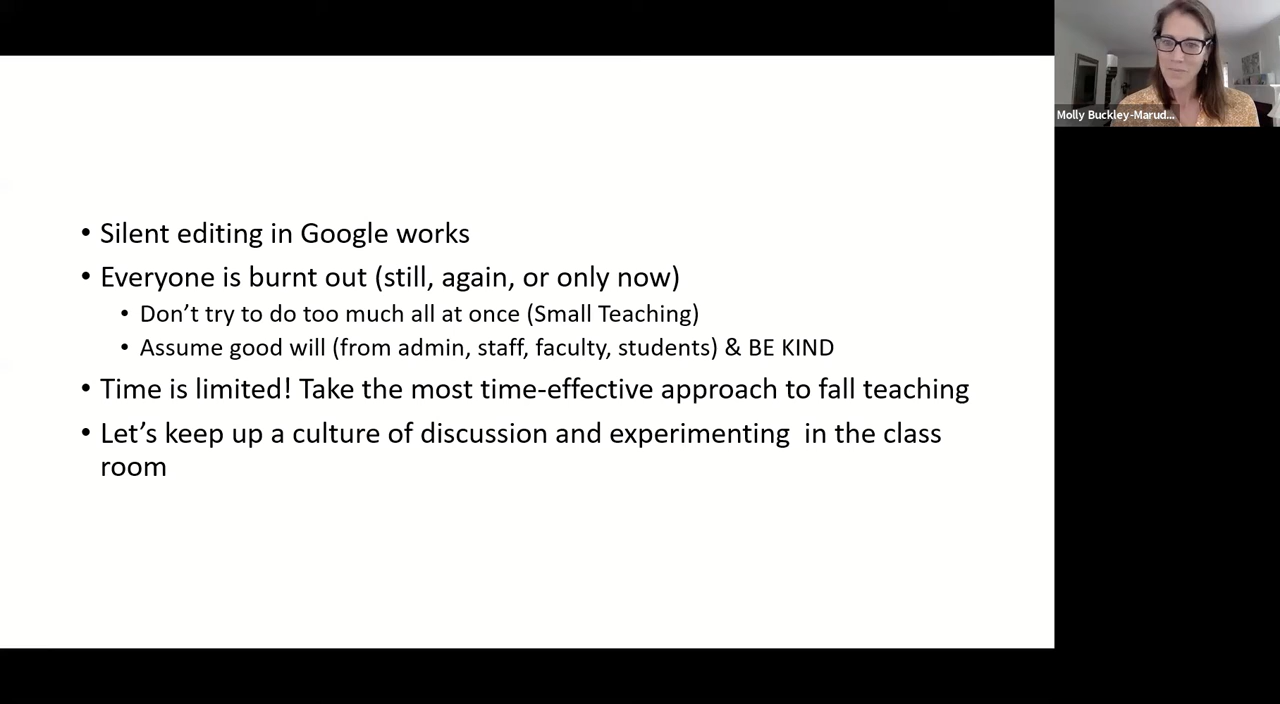 Molly Buckley-Marud...
• Silent editing in Google works
• Everyone is burnt out (still, again, or only now)
• Don’t try to do too much all at once (Small Teaching)
• Assume good will (from admin, staff, faculty, students) & BE KIND
• Time is limited! Take the most time-effective approach to fall teaching
• Let’s keep up a culture of discussion and experimenting  in the class
room